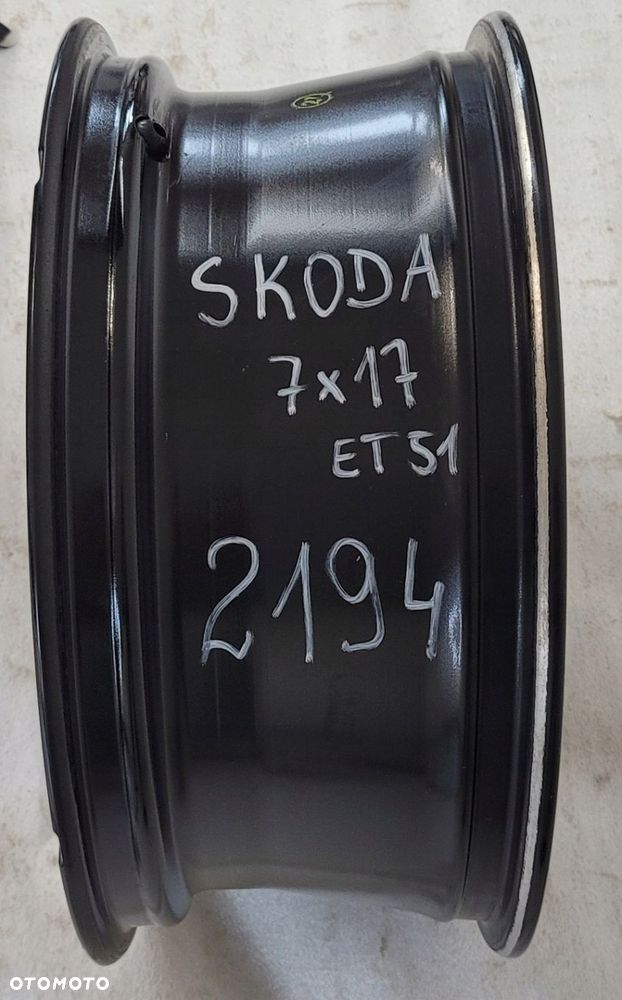 SKODA
7x17
ET51
2194
OTOMOTO